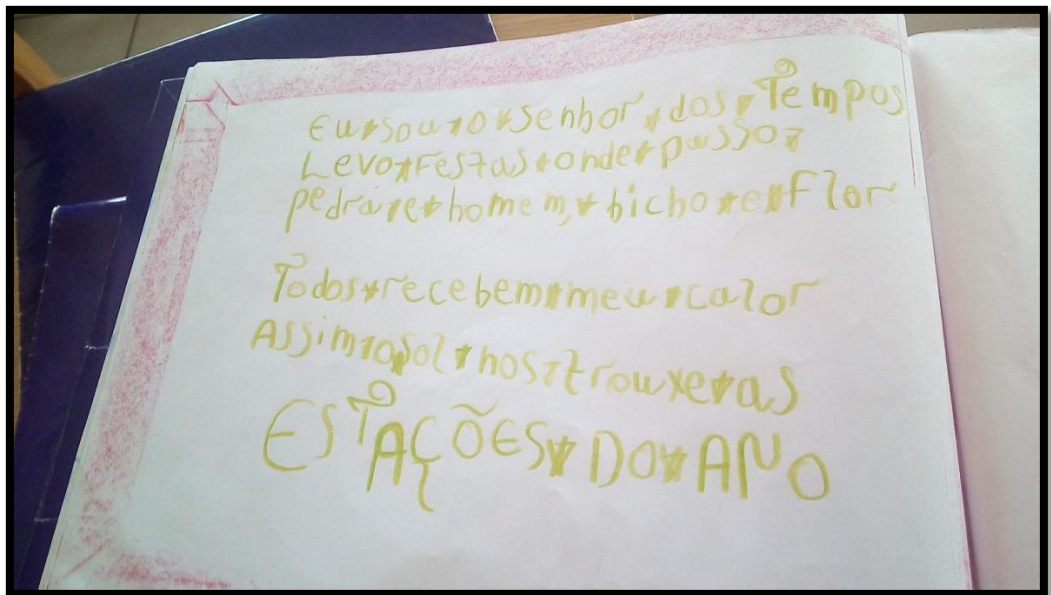 Eu sou o senhor dos Tempos
Levo festas onde passo
pedra e homem, bicho e flor
Todos recebem meu calor
Assim o sol nos trouxe as
ESTAÇÕES DO ANO